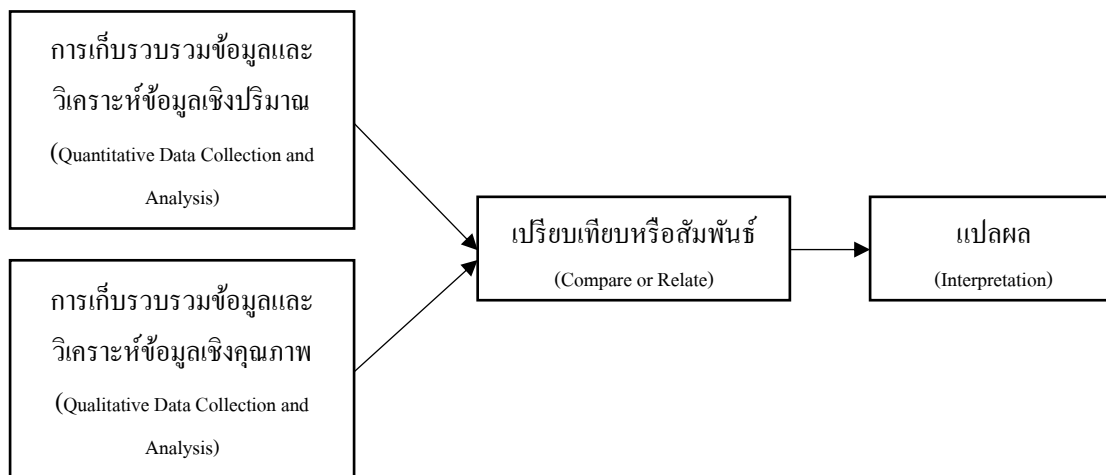 การเก็บรวบรวมข้อมูลและ
วิเคราะห์ข้อมูลเชิงปริมาณ
(Quantitative Data Collection and
Analysis)
การเก็บรวบรวมข้อมูลและ
วิเคราะห์ข้อมูลเชิงคุณภาพ
(Qualitative Data Collection and
Analysis)
เปรียบเทียบหรือสัมพันธ์
(Compare or Relate)
แปลผล
(Interpretation)